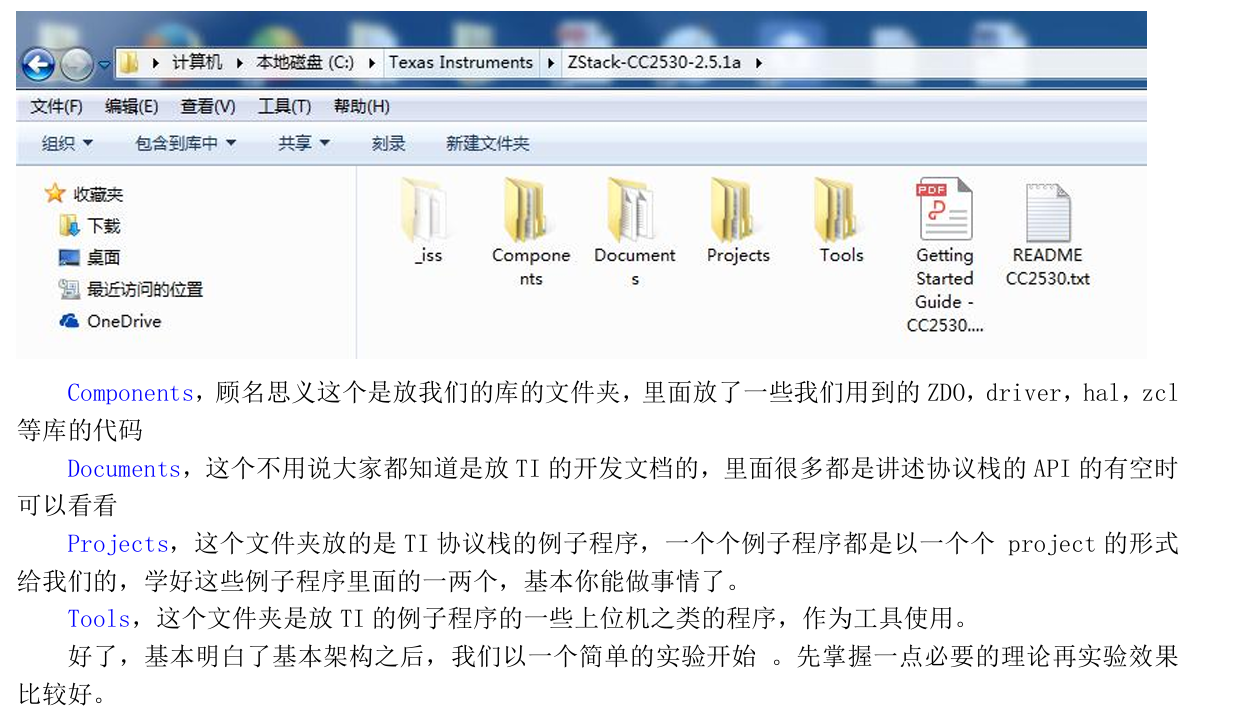 计算机 本地磁盘 (C:) Texas Instruments ZStack-CC2530-2.5.1a
文件(F) 编辑(E) 查看(V) 工具(T) 帮助(H)
组织 包含到库中 共享 刻录 新建文件夹
收藏夹
下载
桌面
最近访问的位置
OneDrive
_iss
Compone
nts
Document
s
Projects
Tools
PDF
Getting
Started
Guide -
CC2530....
README
CC2530.txt
Components，顾名思义这个是放我们的库的文件夹，里面放了一些我们用到的 ZDO，driver，hal，zcl
等库的代码
Documents，这个不用说大家都知道是放 TI 的开发文档的，里面很多都是讲述协议栈的 API 的有空时
可以看看
Projects，这个文件夹放的是 TI 协议栈的例子程序，一个个例子程序都是以一个个 project 的形式
给我们的，学好这些例子程序里面的一两个，基本你能做事情了。
Tools，这个文件夹是放 TI 的例子程序的一些上位机之类的程序，作为工具使用。
好了，基本明白了基本架构之后，我们以一个简单的实验开始 。先掌握一点必要的理论再实验效果
比较好。